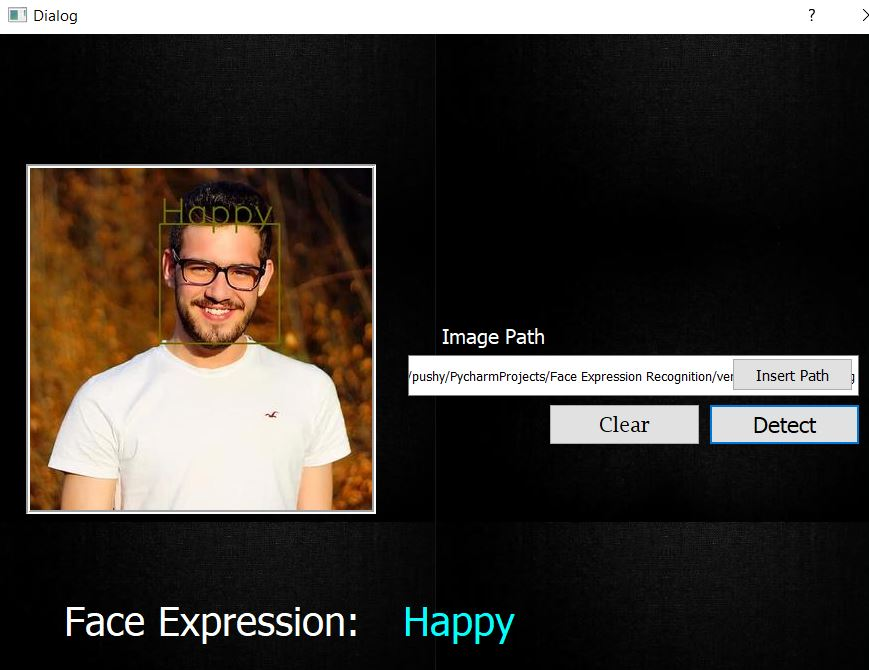 Dialog
?
Happy
Image Path
/pushy/PycharmProjects/Face Expression Recognition/ver
Insert Path
Clear
Detect
Face Expression: Happy